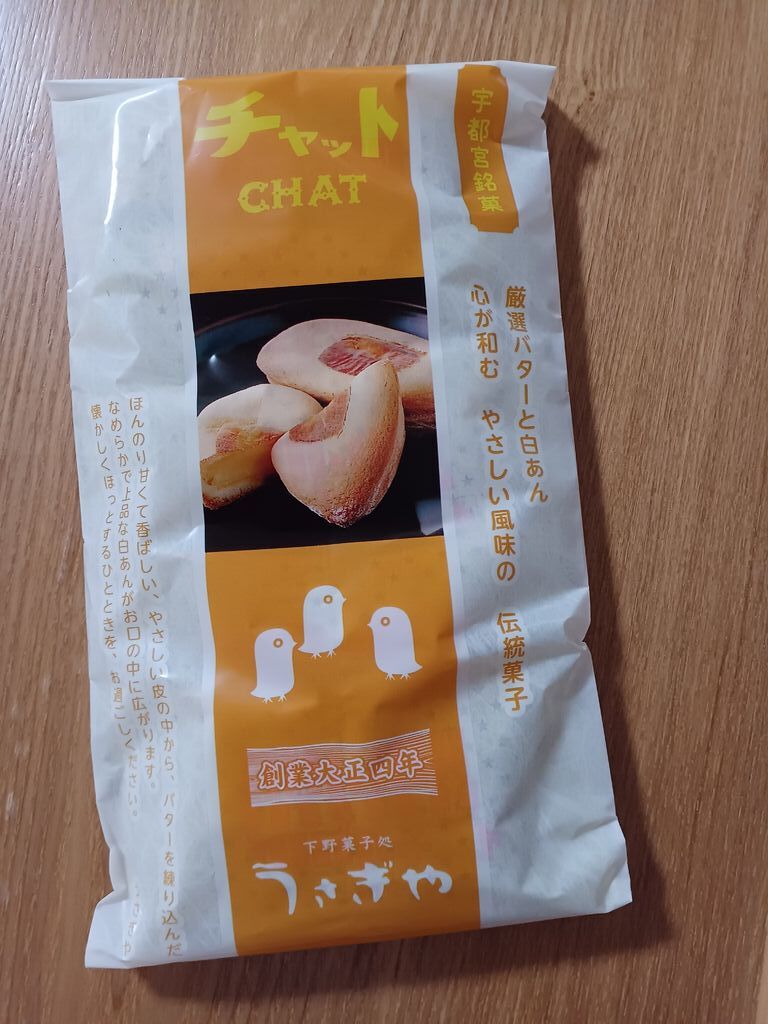 チャット
CHAT
宇都宮銘菓
厳選バターと白あん
心が和む やさしい風味の 伝統菓子
ほんのり甘くて香ばしい、やさしい皮の中から、バターを練り込んだ
なめらかで上品な白あんがお口の中に広がります。
懐かしくほっとするひとときを、お過ごしください。
うさぎや
創業大正四年
下野菓子処
うさぎや